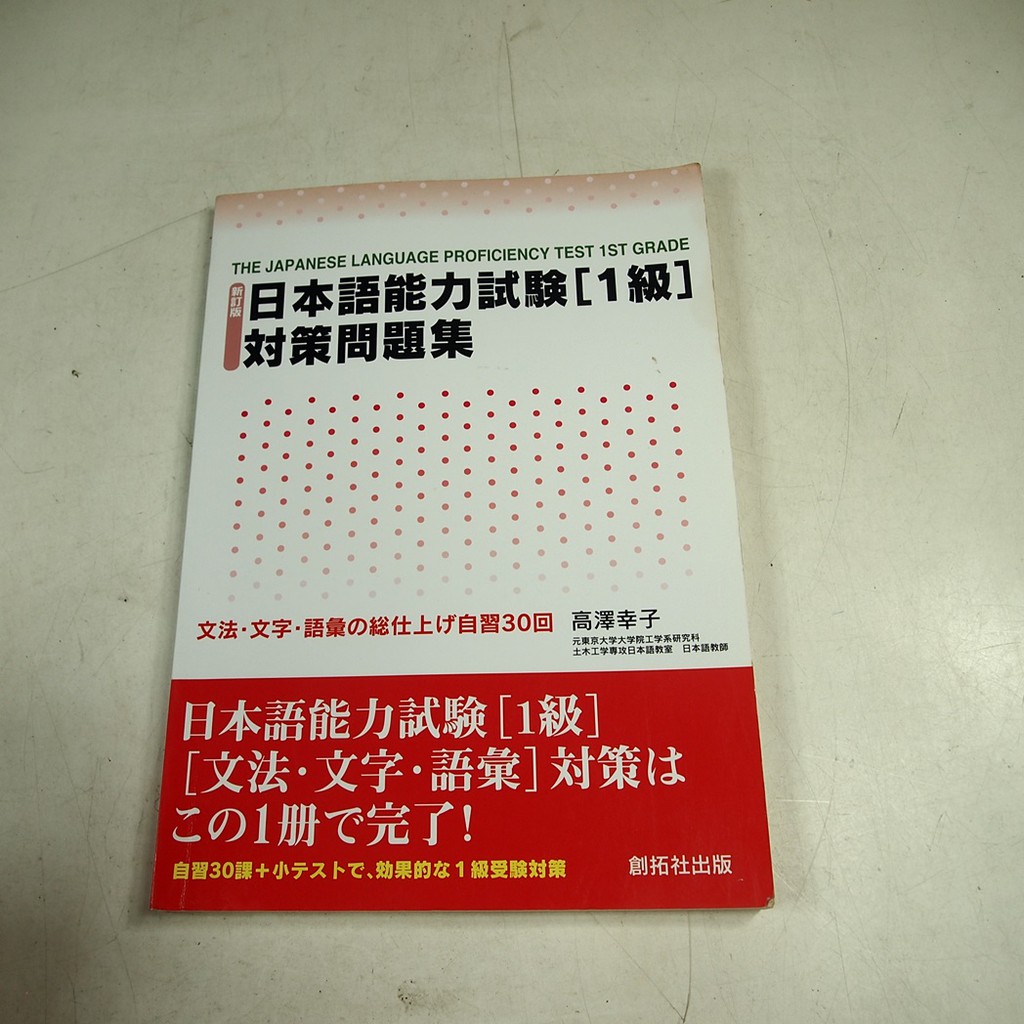 THE JAPANESE LANGUAGE PROFICIENCY TEST 1ST GRADE
新訂版
日本語能力試験［1級］
対策問題集
文法・文字・語彙の総仕上げ自習30回
高澤幸子
元東京大学大学院工学系研究科
土木工学専攻日本語教室　日本語教師
日本語能力試験［1級］
［文法・文字・語彙］対策は
この1册で完了！
自習30課＋小テストで、効果的な1級受験対策
創拓社出版